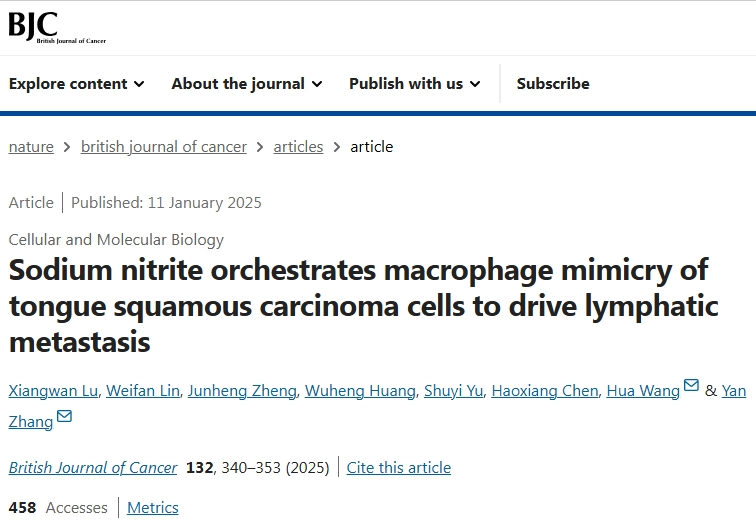 BJC
British Journal of Cancer
Explore content About the journal Publish with us Subscribe
nature > british journal of cancer > articles > article
Article | Published: 11 January 2025
Cellular and Molecular Biology
Sodium nitrite orchestrates macrophage mimicry of
tongue squamous carcinoma cells to drive lymphatic
metastasis
Xiangwan Lu, Weifan Lin, Junheng Zheng, Wuheng Huang, Shuyi Yu, Haoxiang Chen, Hua Wang & Yan
Zhang
British Journal of Cancer 132, 340–353 (2025) | Cite this article
458 Accesses | Metrics